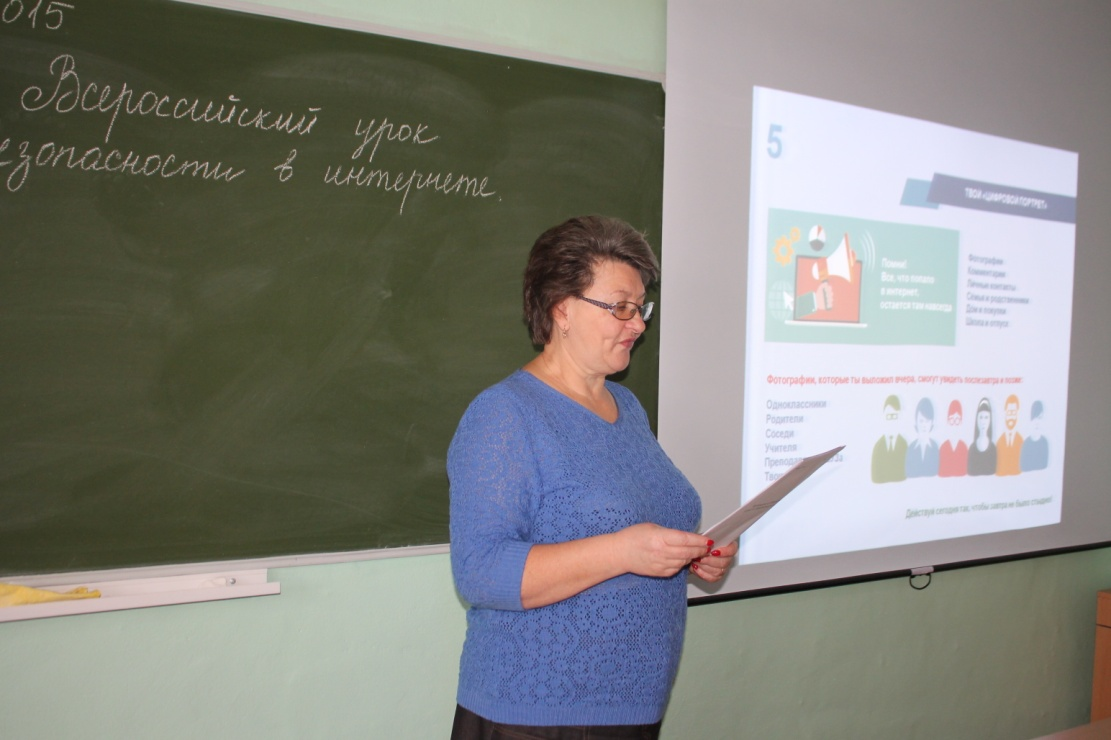 015
Всероссийский урок
езопасности в интернете.
5
ТВОЙ «ЦИФРОВОЙ ПОРТРЕТ»
Помни!
Все, что попало
в интернет,
остается там навсегда
Фотографии
Комментарии
Личные контакты
Семья и родственники
Дом и покупки
Школа и отпуск
Фотографии, которые ты выложил вчера, смогут увидеть послезавтра и позже:
Одноклассники
Родители
Соседи
Учителя
Действуй сегодня так, чтобы завтра не было стыдно!